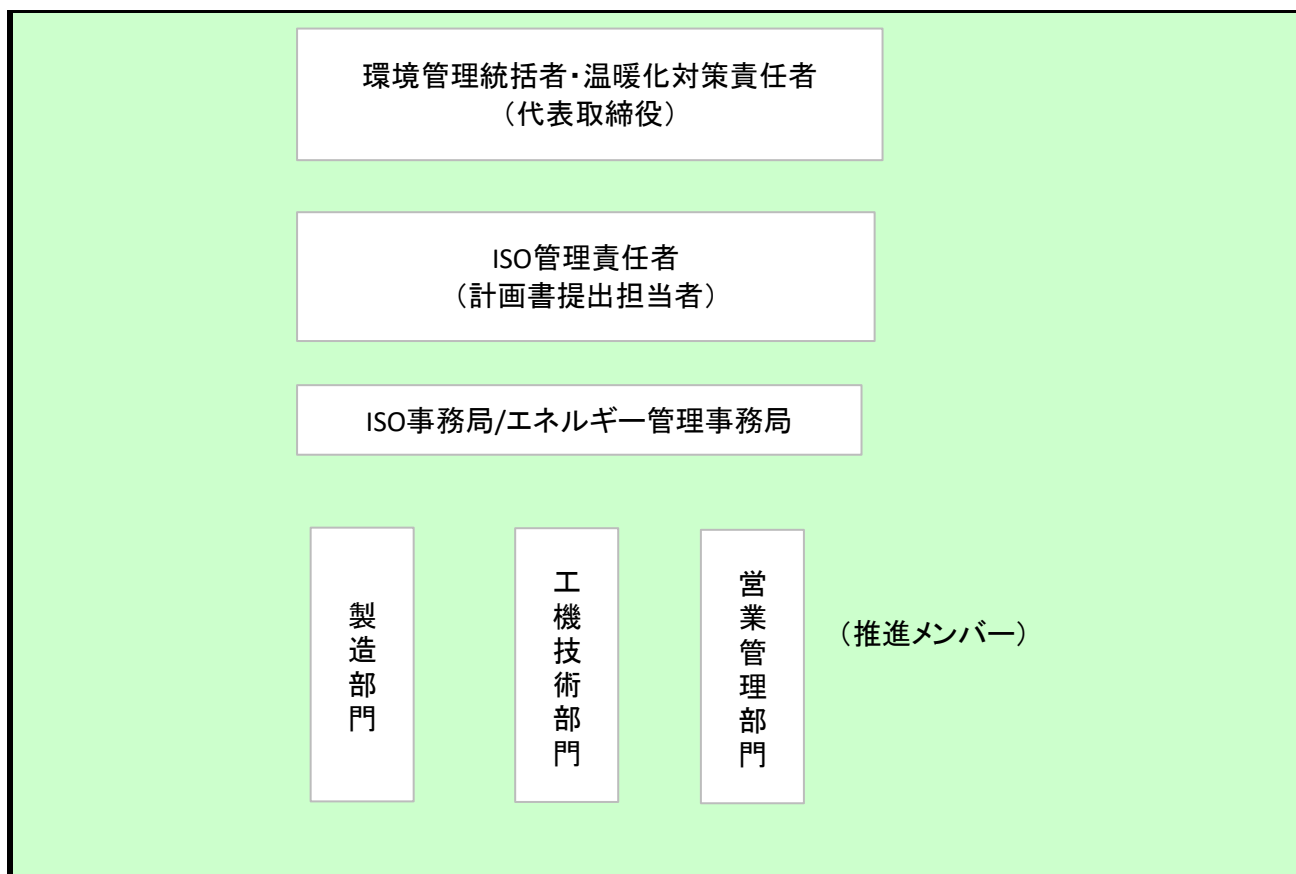 環境管理統括者・温暖化対策責任者
（代表取締役）
ISO管理責任者
（計画書提出担当者）
ISO事務局/エネルギー管理事務局
製造部門
工機技術部門
営業管理部門
（推進メンバー）